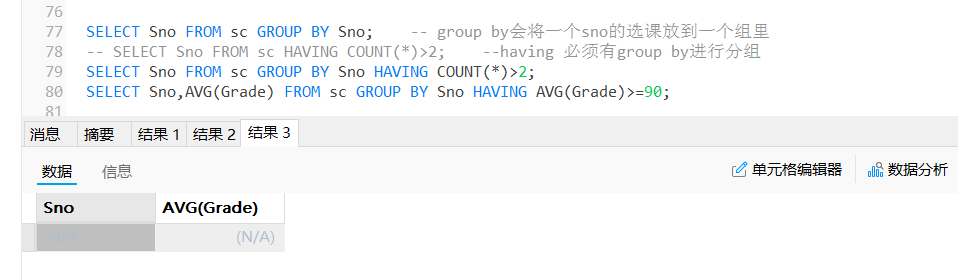 76
77 SELECT Sno FROM sc GROUP BY Sno; -- group by会将一个sno的选课放到一个组里
78 -- SELECT Sno FROM sc HAVING COUNT(*)>2; --having 必须有group by进行分组
79 SELECT Sno FROM sc GROUP BY Sno HAVING COUNT(*)>2;
80 SELECT Sno,AVG(Grade) FROM sc GROUP BY Sno HAVING AVG(Grade)>=90;
81
消息 摘要 结果 1 结果 2 结果 3
数据 信息 单元格编辑器 数据分析
Sno AVG(Grade)
(N/A) (N/A)